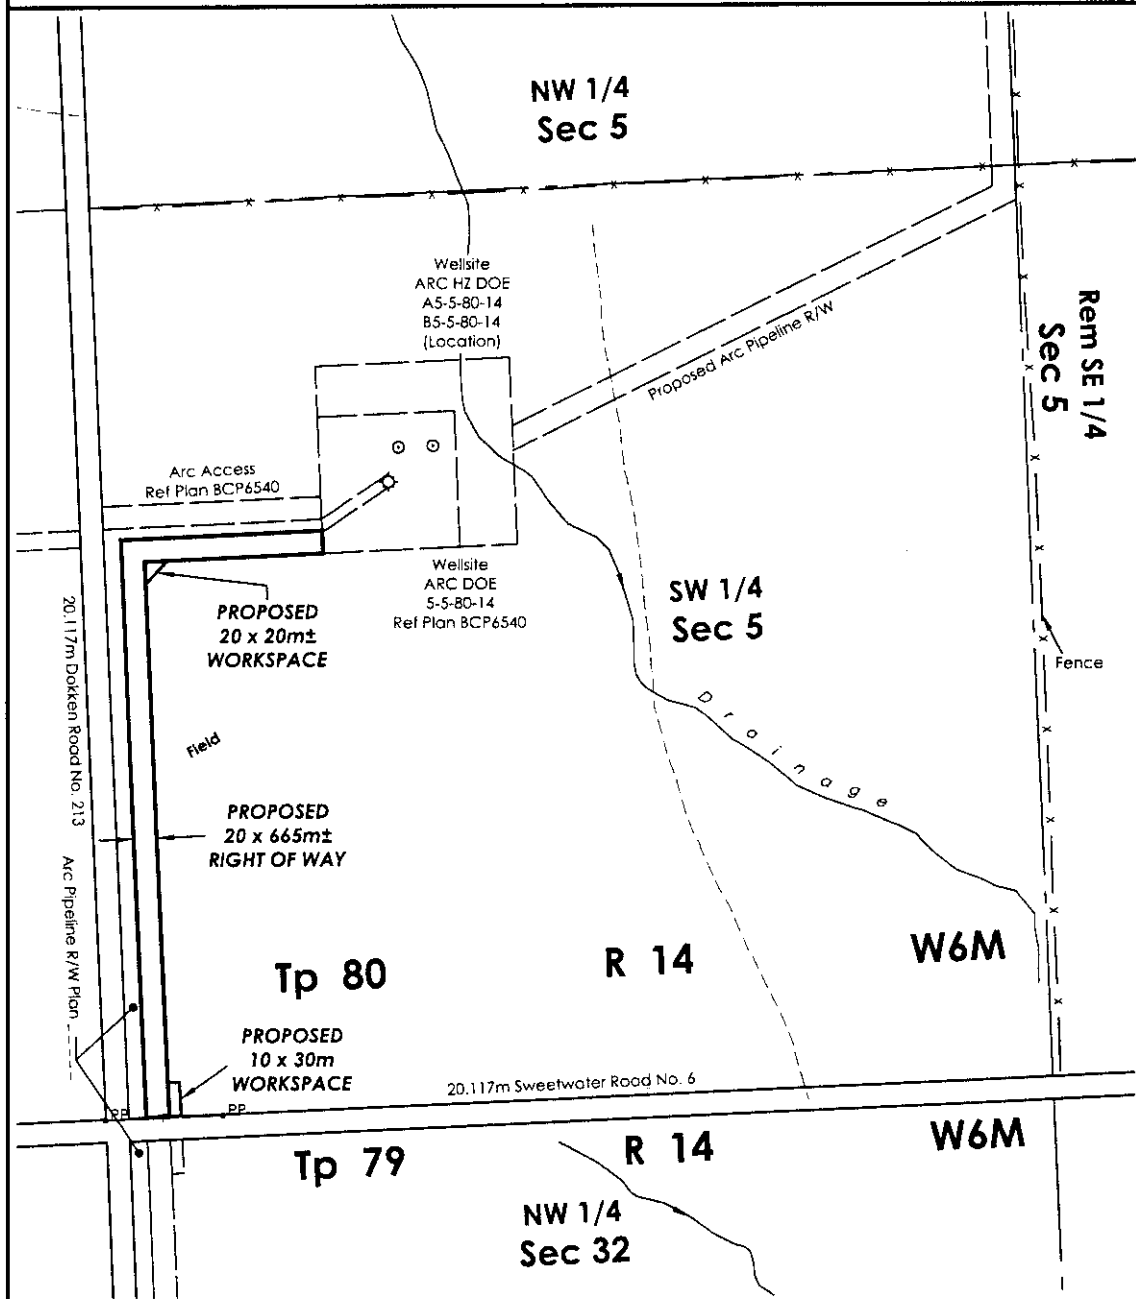 NW 1/4
Sec 5
Wellsite
ARC HZ DOE
A5-5-80-14
B5-5-80-14
(Location)
Proposed Arc Pipeline R/W
Rem SE 1/4
Sec 5
Arc Access
Ref Plan BCP6540
Wellsite
ARC DOE
5-5-80-14
Ref Plan BCP6540
SW 1/4
Sec 5
PROPOSED
20 x 20m±
WORKSPACE
Fence
20.117m Dokken Road No. 213
Field
Drainage
PROPOSED
20 x 665m±
RIGHT OF WAY
Arc Pipeline R/W Plan
Tp 80
R 14
W6M
PROPOSED
10 x 30m
WORKSPACE
20.117m Sweetwater Road No. 6
PP
PP
Tp 79
R 14
W6M
NW 1/4
Sec 32